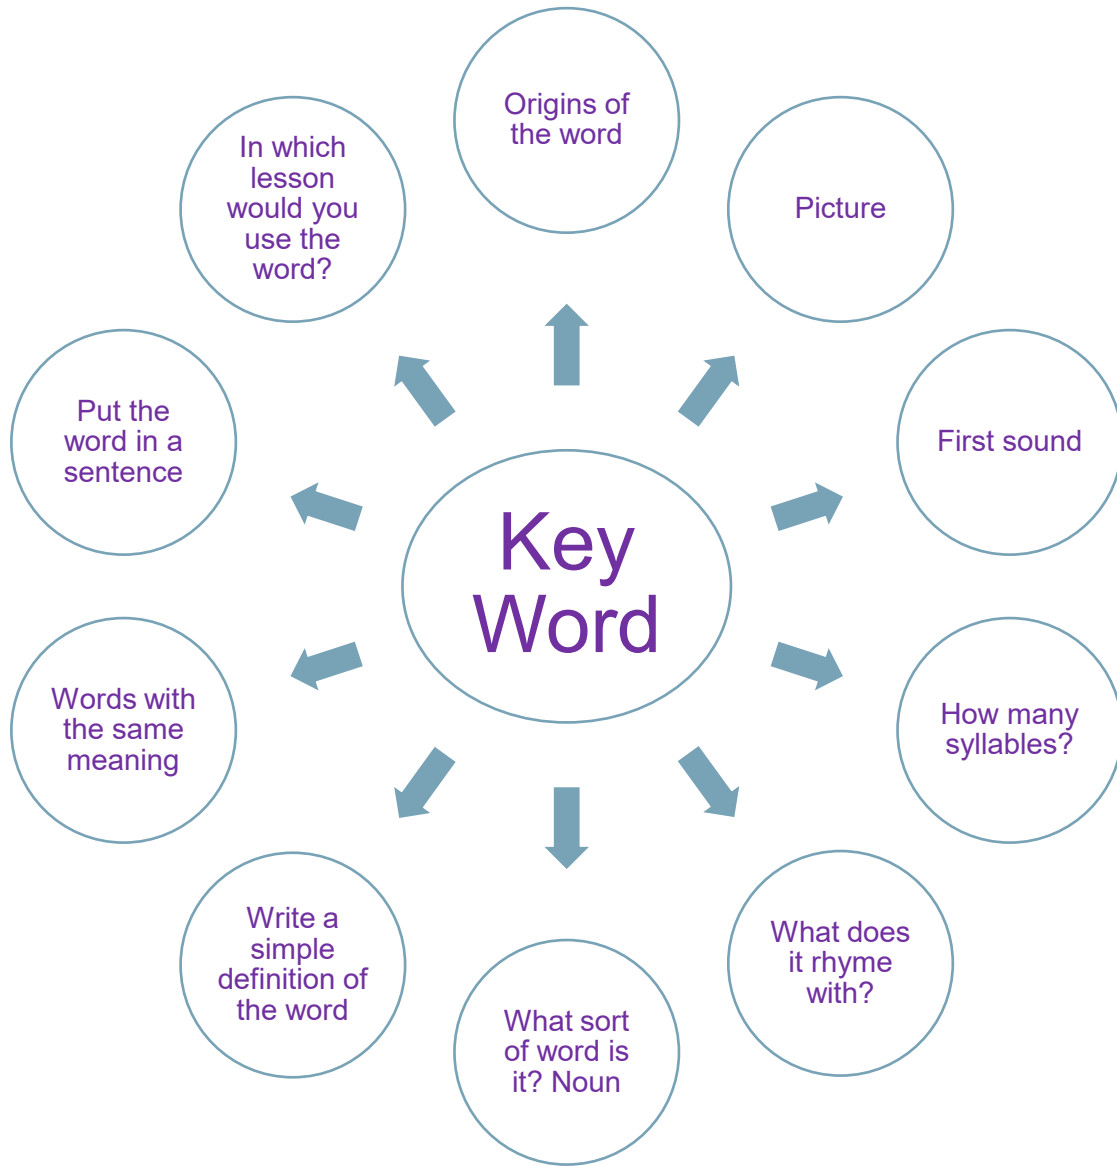 Origins of
the word
Picture
First sound
How many
syllables?
What does
it rhyme
with?
What sort
of word is
it? Noun
Write a
simple
definition of
the word
Words with
the same
meaning
Put the
word in a
sentence
In which
lesson
would you
use the
word?
Key
Word